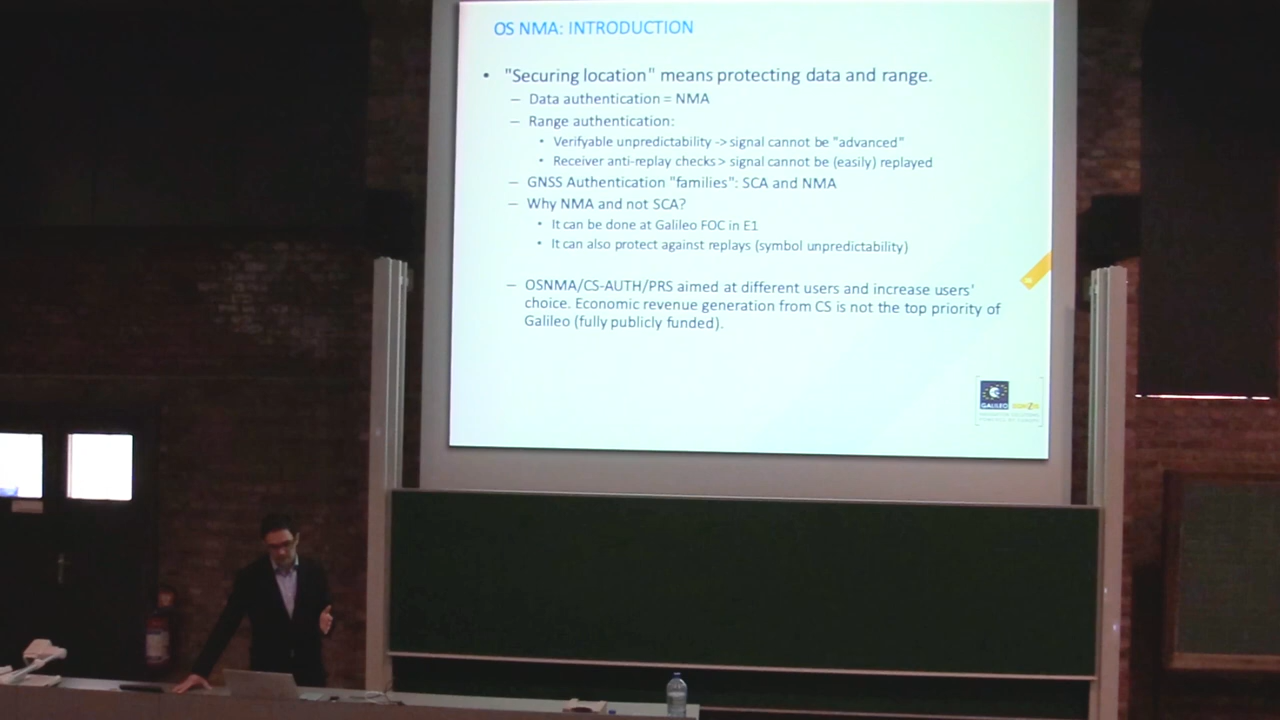 OS NMA: INTRODUCTION
• "Securing location" means protecting data and range.
– Data authentication = NMA
– Range authentication:
• Verifyable unpredictability -> signal cannot be "advanced"
• Receiver anti-replay checks > signal cannot be (easily) replayed
– GNSS Authentication "families": SCA and NMA
– Why NMA and not SCA?
• It can be done at Galileo FOC in E1
• It can also protect against replays (symbol unpredictability)
– OSNMA/CS-AUTH/PRS aimed at different users and increase users'
choice. Economic revenue generation from CS is not the top priority of
Galileo (fully publicly funded).
GALILEO